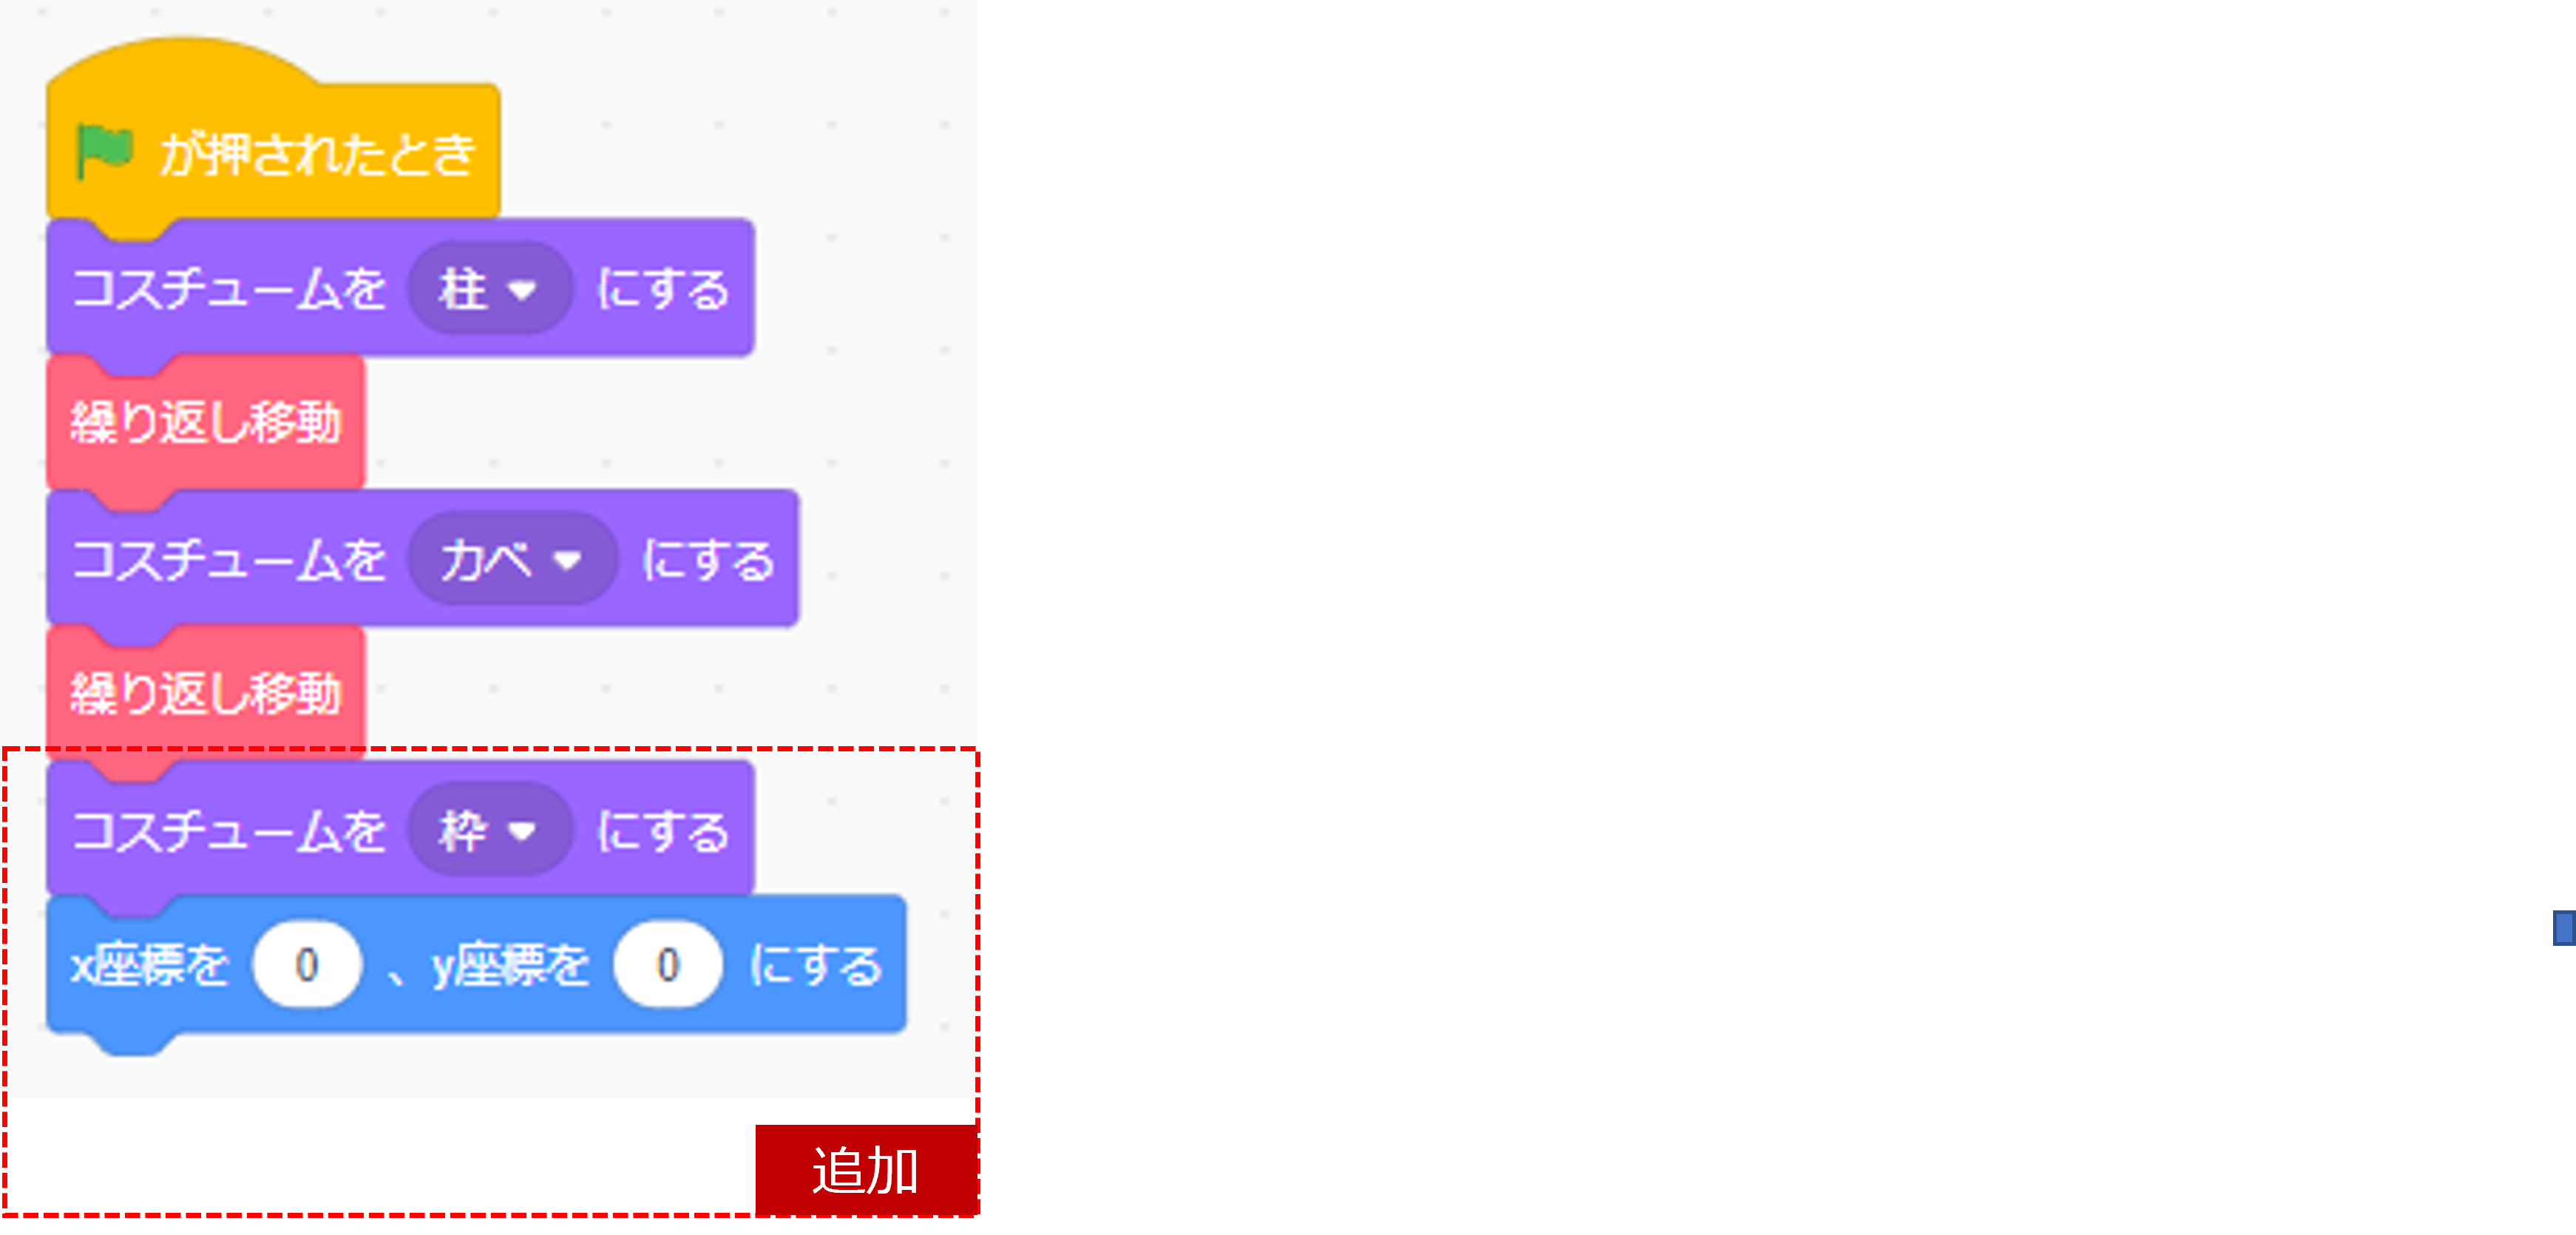 が押されたとき
コスチュームを 柱 にする
繰り返し移動
コスチュームを カベ にする
繰り返し移動
コスチュームを 枠 にする
x座標を 0 、y座標を 0 にする
追加